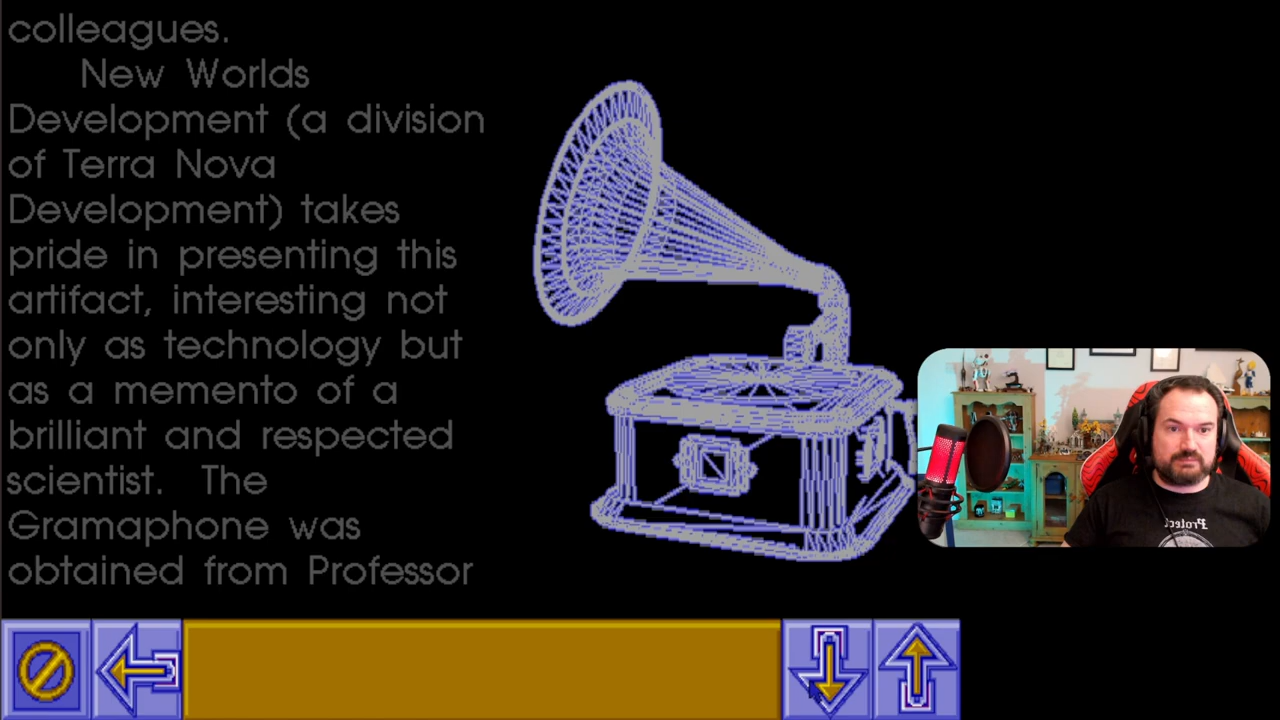 colleagues.
New Worlds
Development (a division
of Terra Nova
Development) takes
pride in presenting this
artifact, interesting not
only as technology but
as a memento of a
brilliant and respected
scientist. The
Gramaphone was
obtained from Professor
Protect